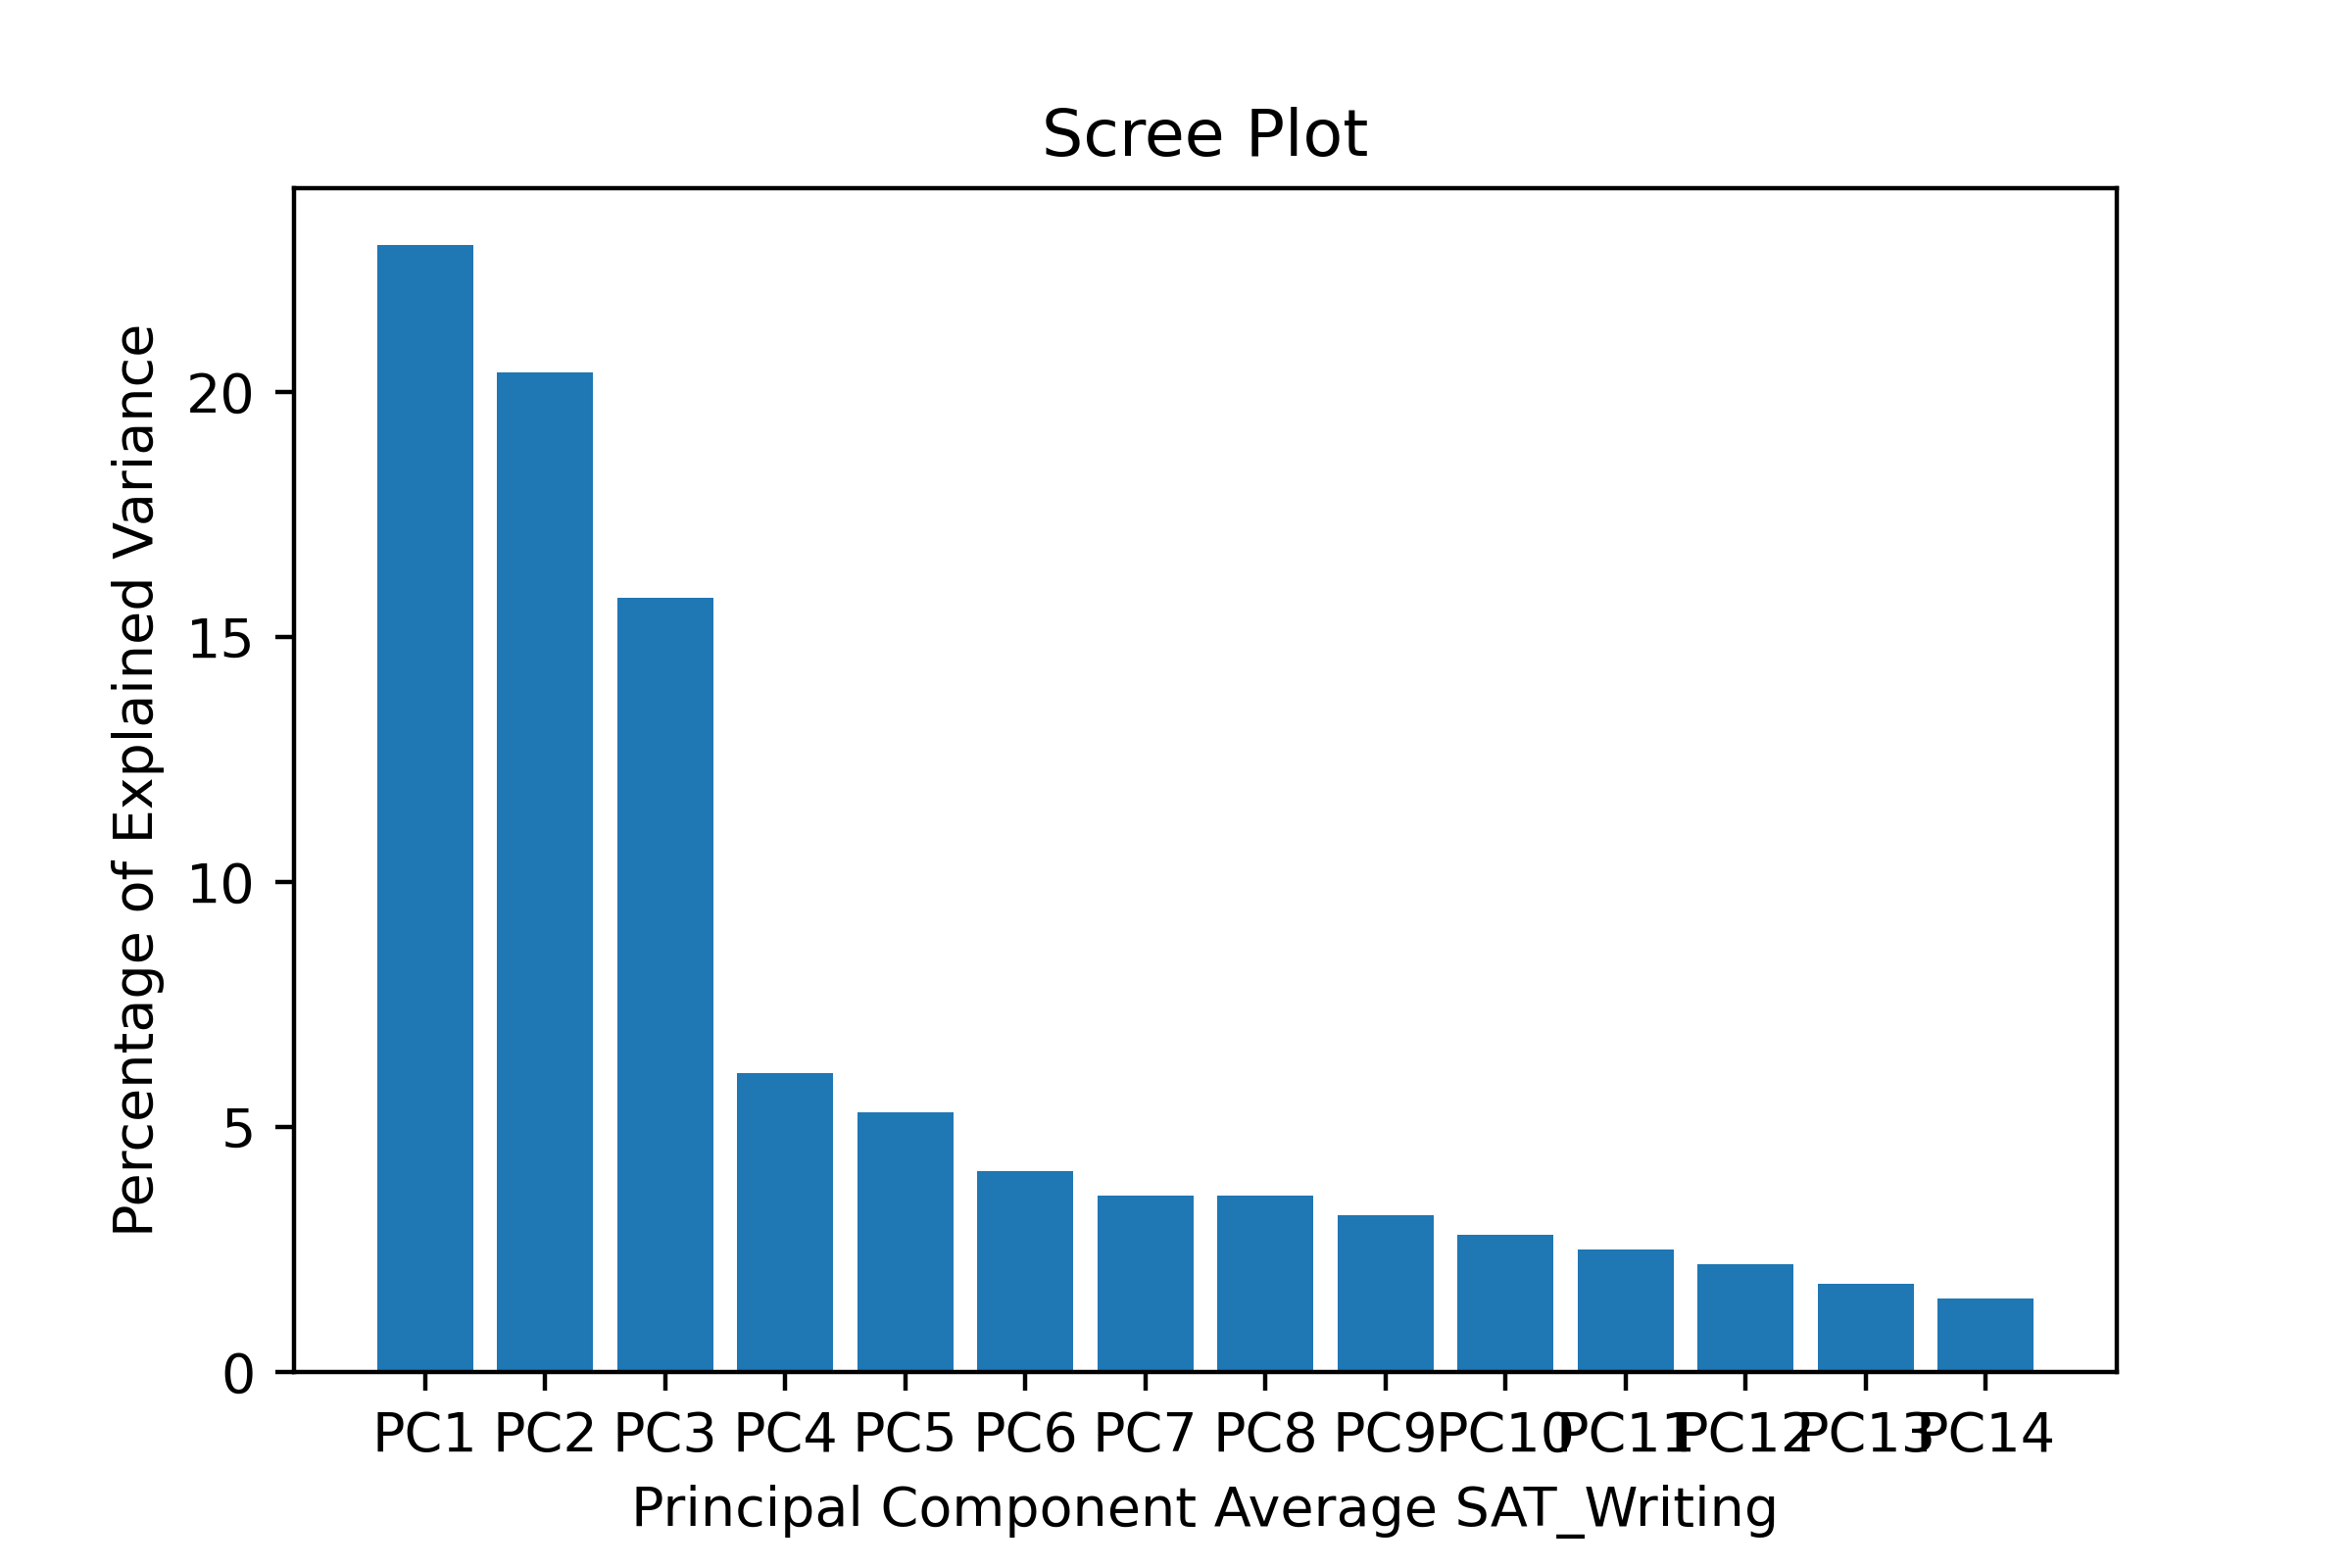 Scree Plot
Percentage of Explained Variance
20
15
10
5
0
PC1 PC2 PC3 PC4 PC5 PC6 PC7 PC8 PC9 PC10 PC11 PC12 PC13 PC14
Principal Component Average SAT_Writing